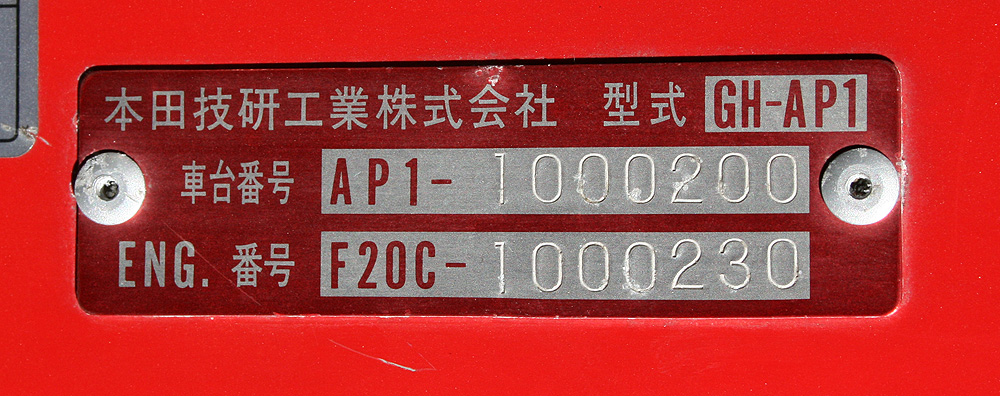 本田技研工業株式会社 型式 GH-AP1
車台番号 AP1-1000200
ENG. 番号 F20C-1000230